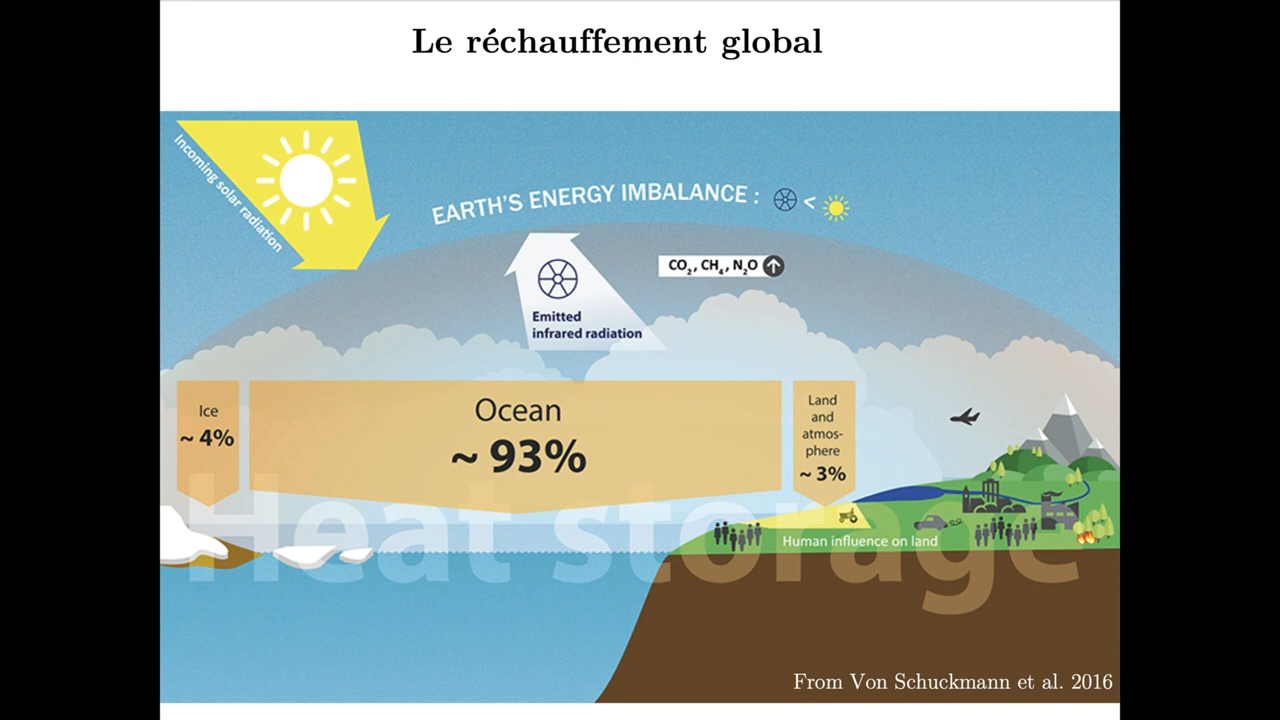 Le réchauffement global
Incoming solar radiation
EARTH'S ENERGY IMBALANCE : <
CO₂, CH₄, N₂O
Emitted
infrared radiation
Ice
~ 4%
Ocean
~ 93%
Land
and
atmos-
phere
~ 3%
Heat storage
Human influence on land
From Von Schuckmann et al. 2016